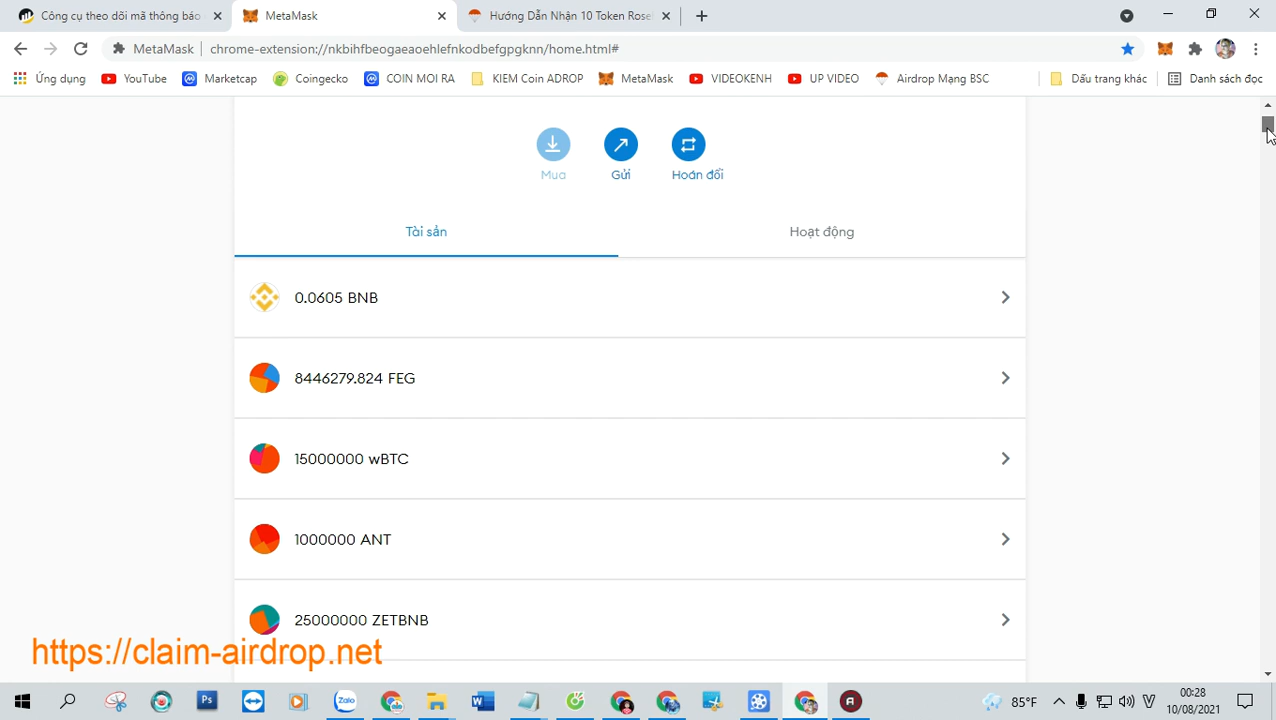 Công cụ theo dõi mã thông báo
MetaMask
Hướng Dẫn Nhận 10 Token Rose
MetaMask
chrome-extension://nkbihfbeogaeaoehlefnkodbefgpgknn/home.html#
Ứng dụng
YouTube
Marketcap
Coingecko
COIN MOI RA
KIEM Coin ADROP
MetaMask
VIDEOKENH
UP VIDEO
Airdrop Mạng BSC
Dấu trang khác
Danh sách đọc
Mua
Gửi
Hoán đổi
Tài sản
Hoạt động
0.0605 BNB
8446279.824 FEG
15000000 wBTC
1000000 ANT
25000000 ZETBNB
https://claim-airdrop.net
Ps
Zalo
W
A
85°F
V
00:28
10/08/2021